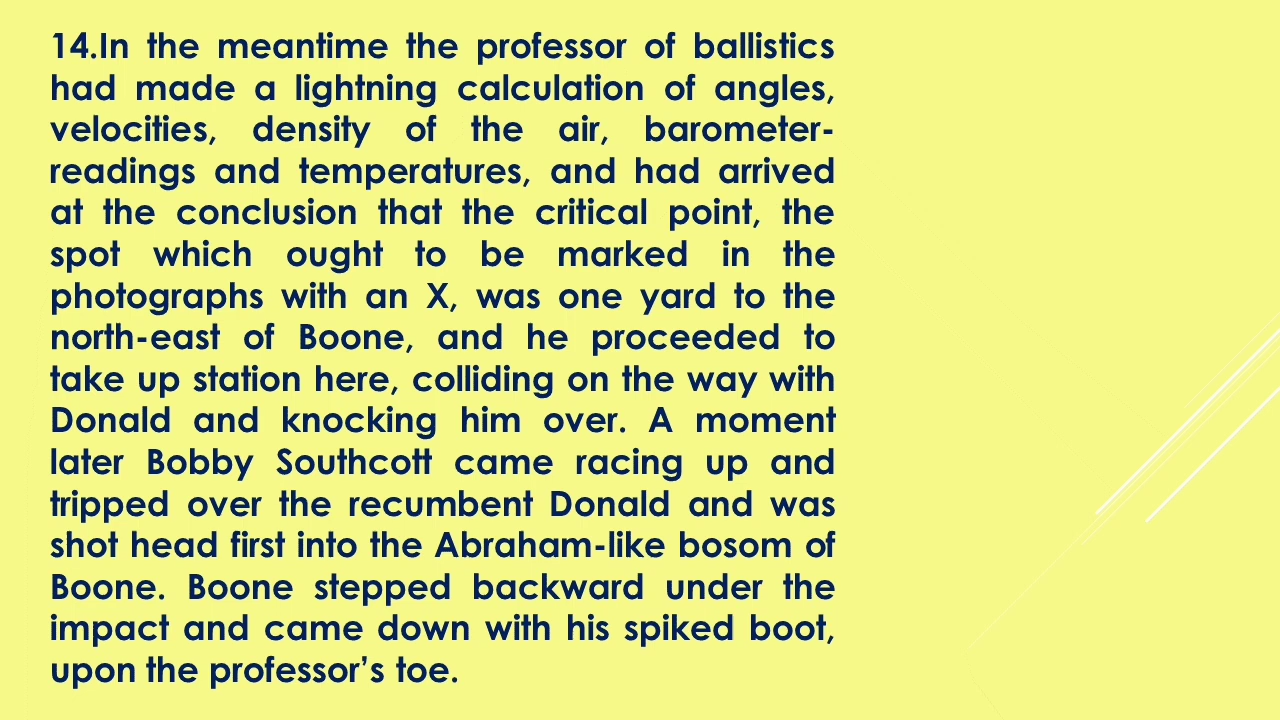 14.In the meantime the professor of ballistics
had made a lightning calculation of angles,
velocities, density of the air, barometer-
readings and temperatures, and had arrived
at the conclusion that the critical point, the
spot which ought to be marked in the
photographs with an X, was one yard to the
north-east of Boone, and he proceeded to
take up station here, colliding on the way with
Donald and knocking him over. A moment
later Bobby Southcott came racing up and
tripped over the recumbent Donald and was
shot head first into the Abraham-like bosom of
Boone. Boone stepped backward under the
impact and came down with his spiked boot,
upon the professor’s toe.